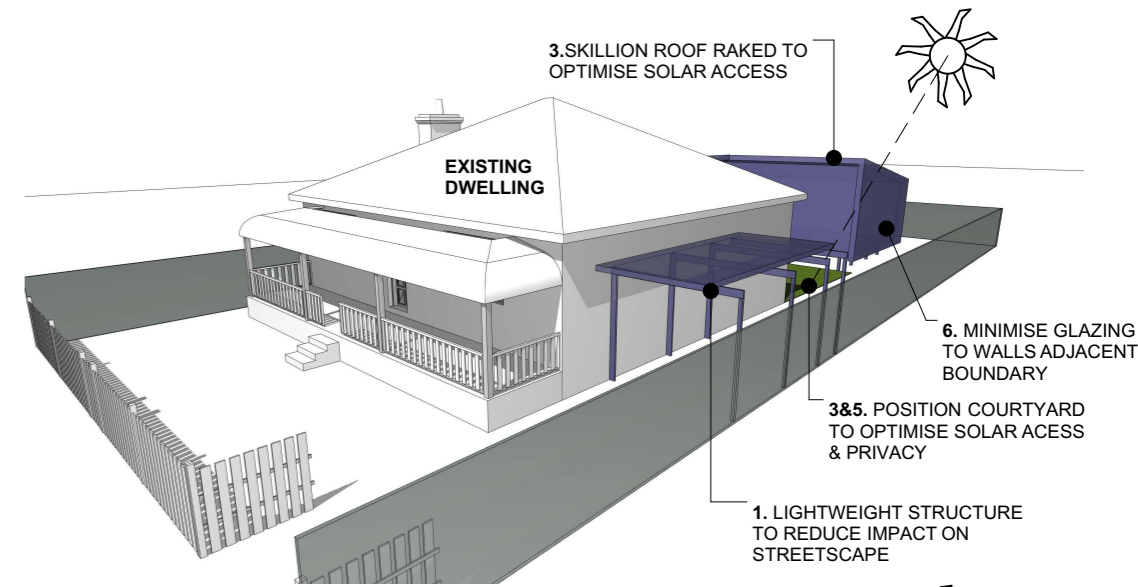 3.SKILLION ROOF RAKED TO
OPTIMISE SOLAR ACCESS
EXISTING
DWELLING
6. MINIMISE GLAZING
TO WALLS ADJACENT
BOUNDARY
3&5. POSITION COURTYARD
TO OPTIMISE SOLAR ACESS
& PRIVACY
1. LIGHTWEIGHT STRUCTURE
TO REDUCE IMPACT ON
STREETSCAPE